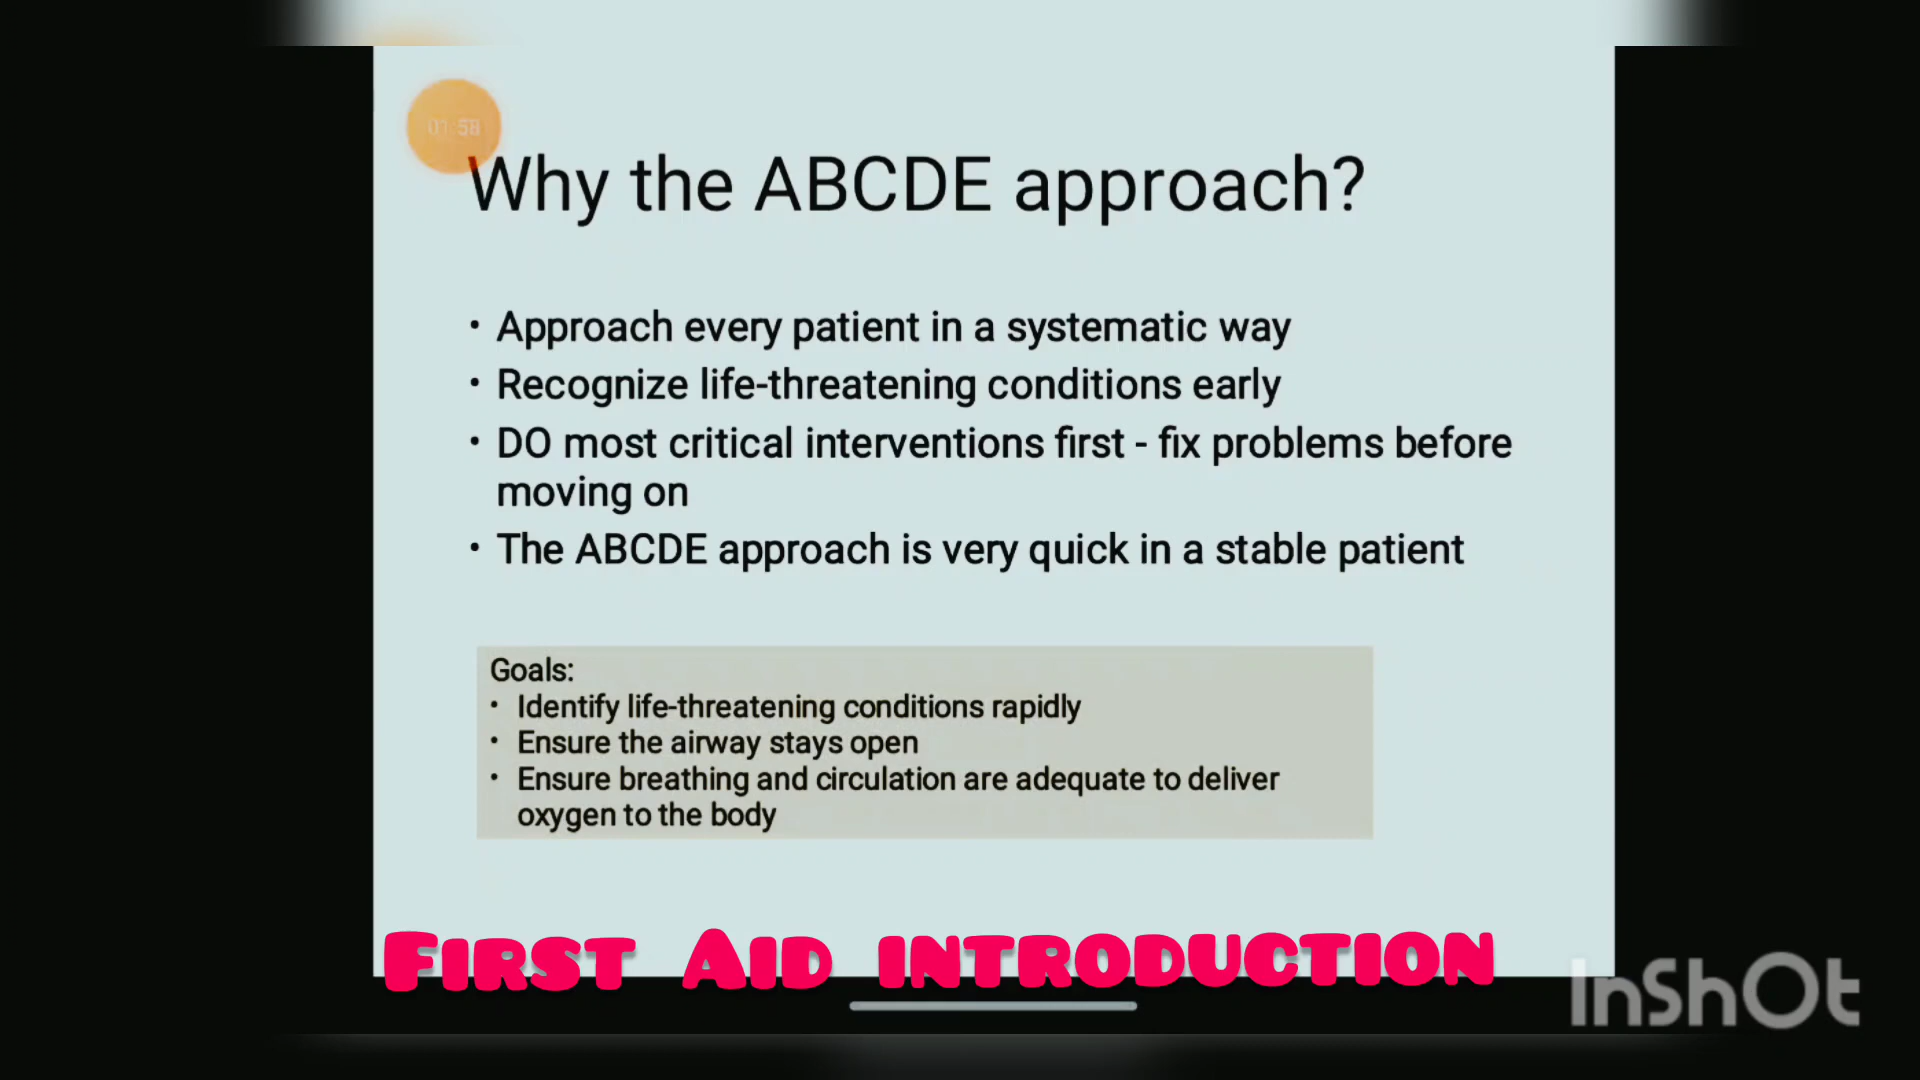 01:58
Why the ABCDE approach?
• Approach every patient in a systematic way
• Recognize life-threatening conditions early
• DO most critical interventions first - fix problems before
moving on
• The ABCDE approach is very quick in a stable patient
Goals:
• Identify life-threatening conditions rapidly
• Ensure the airway stays open
• Ensure breathing and circulation are adequate to deliver
oxygen to the body
First Aid introduction
InShOt